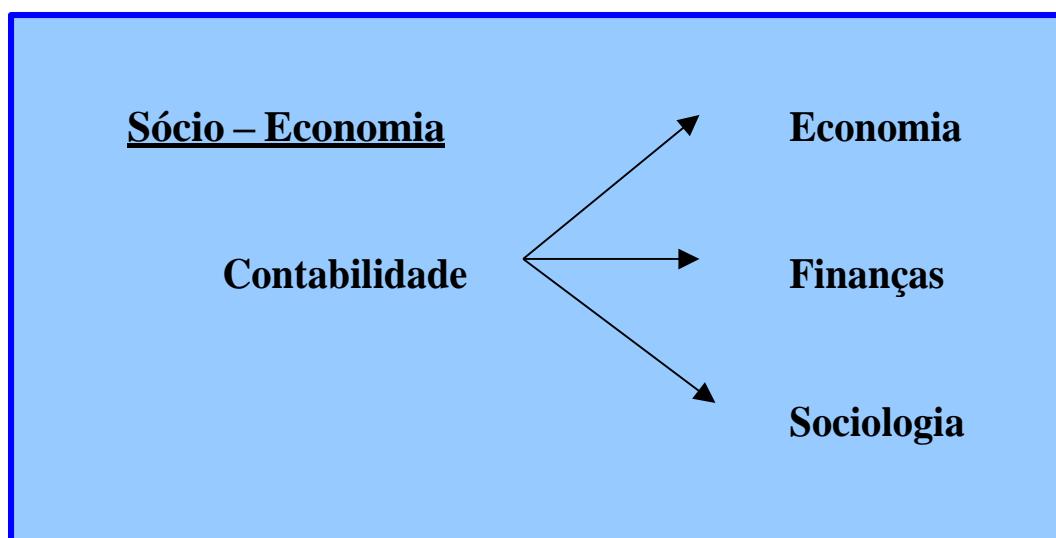 Sócio – Economia
Economia
Contabilidade
Finanças
Sociologia